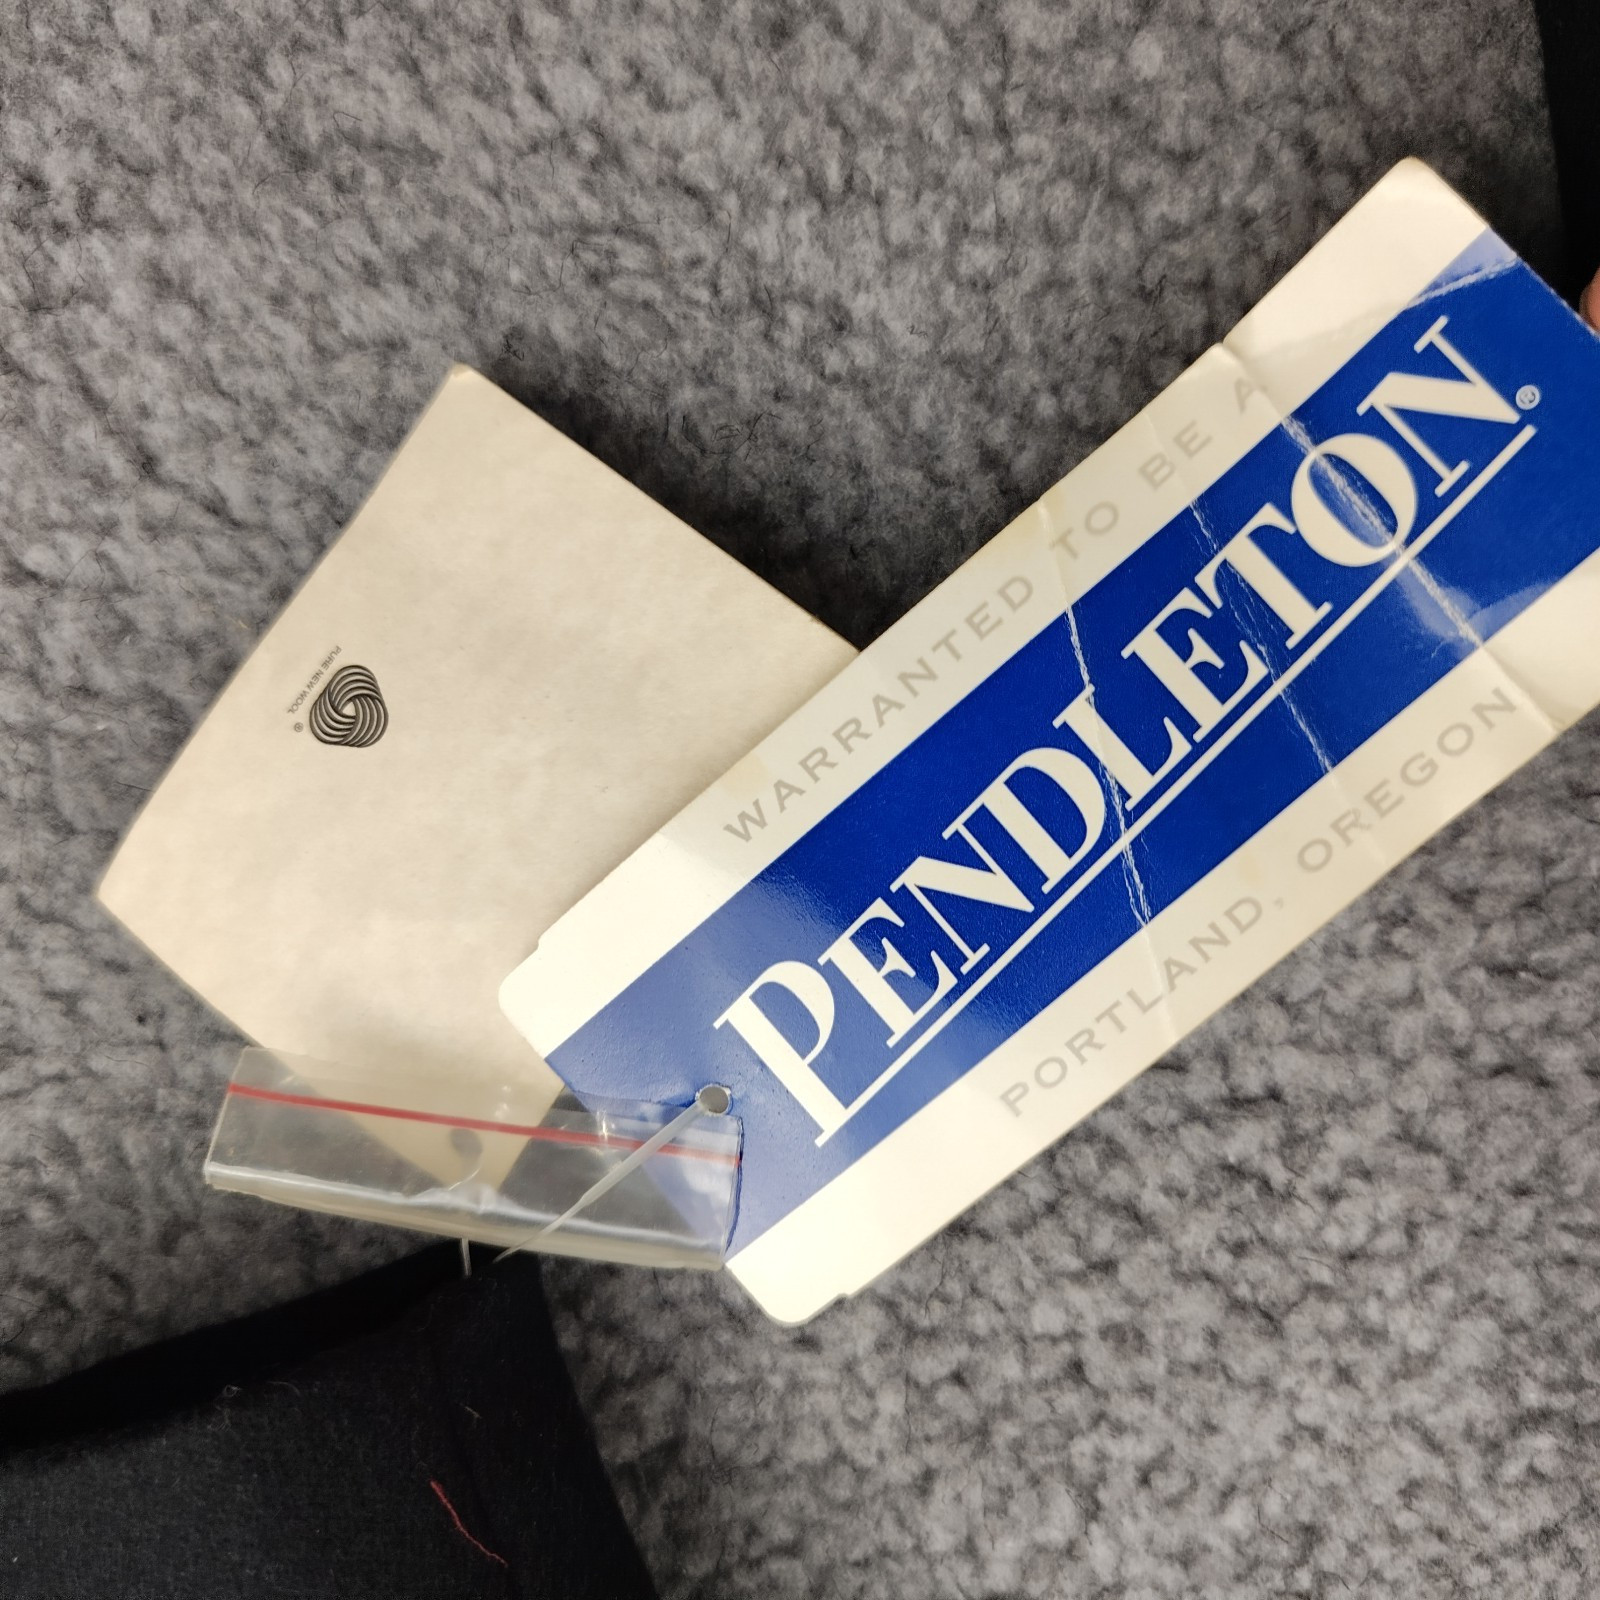 WARRANTED TO BE A
PENDLETON®
PORTLAND, OREGON
PURE NEW WOOL
®